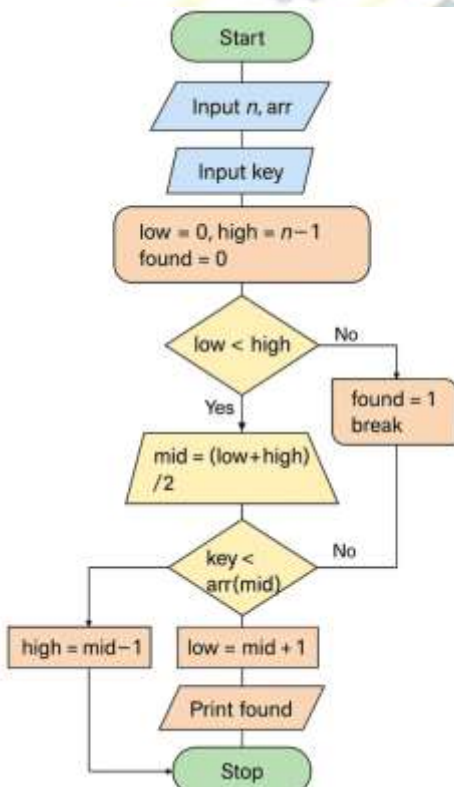 Start
Input n, arr
Input key
low = 0, high = n−1
found = 0
low < high
No
Yes
found = 1
break
mid = (low+high)
/2
key <
arr(mid)
No
high = mid−1
low = mid + 1
Print found
Stop